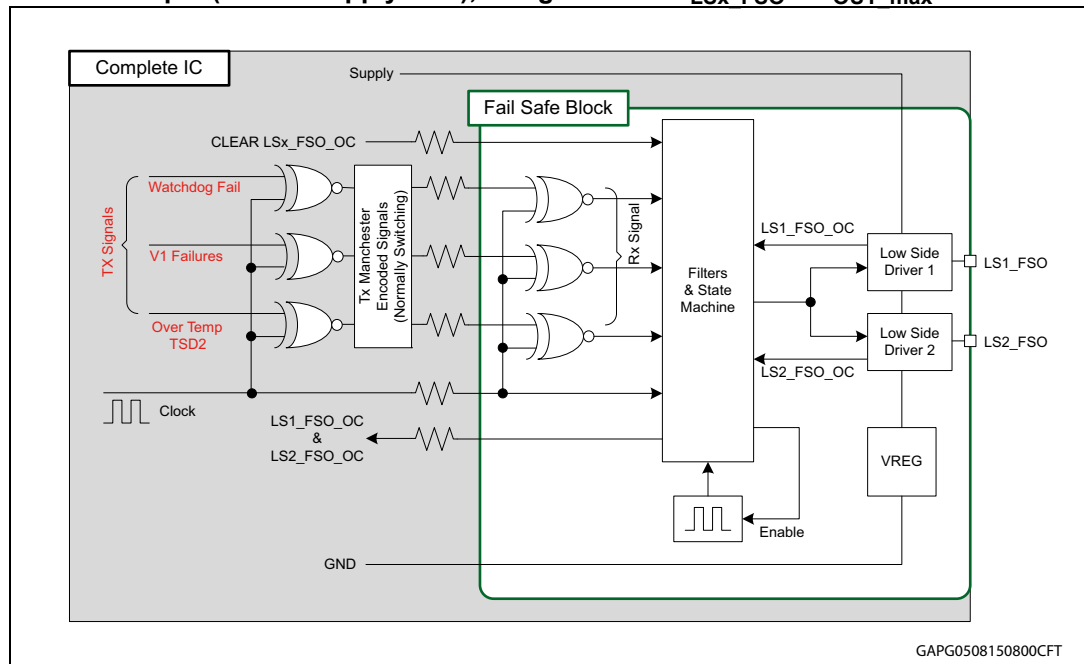 Complete IC
Supply
Fail Safe Block
CLEAR LSx_FSO_OC
Watchdog Fail
TX Signals
V1 Failures
Over Temp
TSD2
Tx Manchester
Encoded Signals
(Normally Switching)
Rx Signal
Filters
& State
Machine
LS1_FSO_OC
Low Side
Driver 1
LS1_FSO
Low Side
Driver 2
LS2_FSO
LS2_FSO_OC
Clock
LS1_FSO_OC
&
LS2_FSO_OC
VREG
Enable
GND
GAPG0508150800CFT